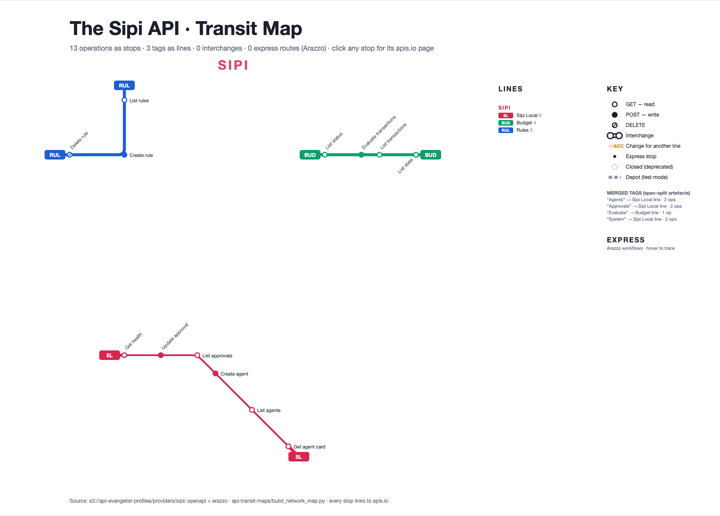 The Sipi API · Transit Map
13 operations as stops · 3 tags as lines · 0 interchanges · 0 express routes (Arazzo) · click any stop for its apis.io page
SIPI
RUL
List rules
RUL
Delete rule
Create rule
BUD
List status
Evaluate transactions
List transactions
List stats
BUD
SL
Get health
Update approval
List approvals
Create agent
List agents
Get agent card
SL
LINES
SIPI
SL Sipi Local 6
BUD Budget 4
RUL Rules 3
KEY
GET — read
POST — write
DELETE
Interchange
Change for another line
Express stop
Closed (deprecated)
Depot (test mode)
MERGED TAGS (spec-split artefacts)
"Agents" → Sipi Local line · 2 ops
"Approvals" → Sipi Local line · 2 ops
"Evaluate" → Budget line · 1 op
"System" → Sipi Local line · 2 ops
EXPRESS
Arazzo workflows · hover to trace
Source: s3://api-evangelist-profiles/providers/sipi/ openapi + arazzo · api-transit-maps/build_network_map.py · every stop links to apis.io